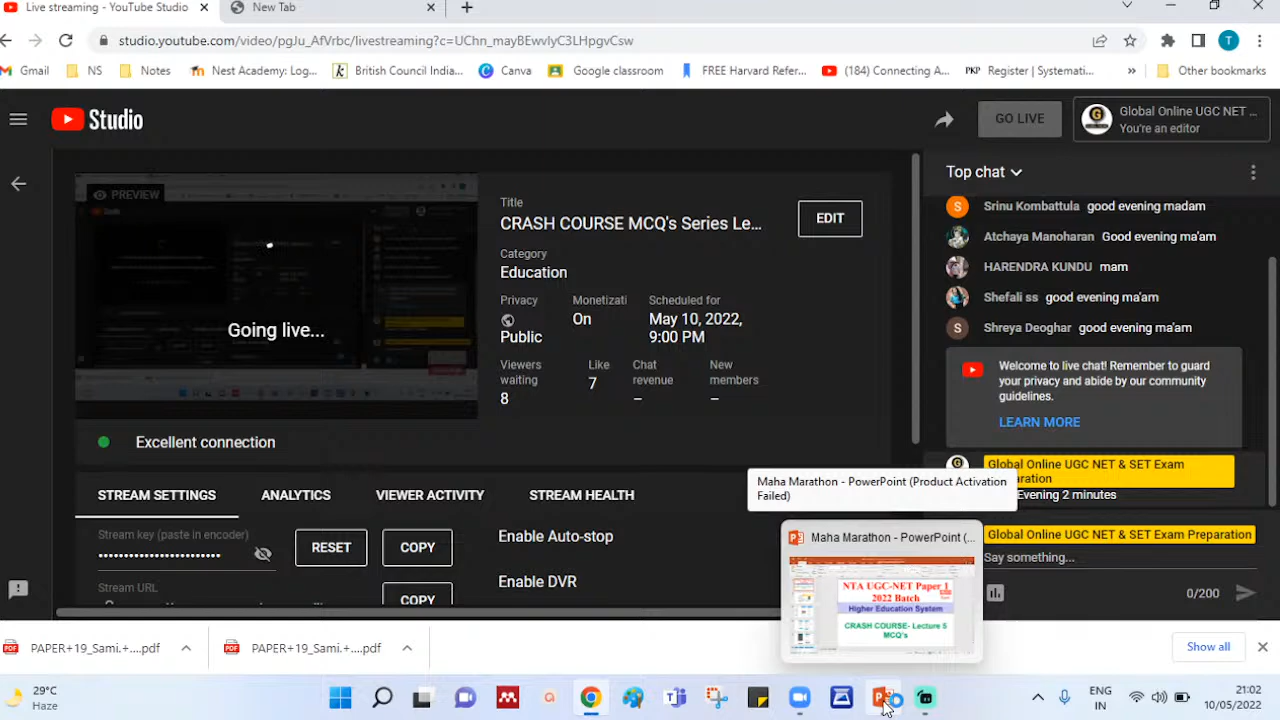 Live streaming - YouTube Studio
New Tab
studio.youtube.com/video/pgJu_AfVrbc/livestreaming?c=UChn_mayBEwvIyC3LHpgvCsw
T
Gmail
NS
Notes
Nest Academy: Log...
British Council India...
Canva
Google classroom
FREE Harvard Refer...
(184) Connecting A...
PKP Register | Systemati...
Other bookmarks
Studio
GO LIVE
Global Online UGC NET ...
You're an editor
PREVIEW
Going live...
Title
CRASH COURSE MCQ's Series Le...
EDIT
Category
Education
Privacy
Public
Monetizati
On
Scheduled for
May 10, 2022,
9:00 PM
Viewers
waiting
8
Like
7
Chat
revenue
–
New
members
–
Excellent connection
STREAM SETTINGS
ANALYTICS
VIEWER ACTIVITY
STREAM HEALTH
Stream key (paste in encoder)
RESET
COPY
Stream URL
COPY
Enable Auto-stop
Enable DVR
Top chat
S Srinu Kombattula good evening madam
Atchaya Manoharan Good evening ma'am
HARENDRA KUNDU mam
Shefali ss good evening ma'am
S Shreya Deoghar good evening ma'am
Welcome to live chat! Remember to guard
your privacy and abide by our community
guidelines.
LEARN MORE
Global Online UGC NET & SET Exam
aration
Evening 2 minutes
Global Online UGC NET & SET Exam Preparation
Say something...
0/200
Maha Marathon - PowerPoint (Product Activation
Failed)
Maha Marathon - PowerPoint (...
NTA UGC-NET Paper 1
2022 Batch
Higher Education System
CRASH COURSE- Lecture 5
MCQ's
PAPER+19_Sami.+....pdf
PAPER+19_Sami.+....pdf
Show all
29°C
Haze
ENG
IN
21:02
10/05/2022